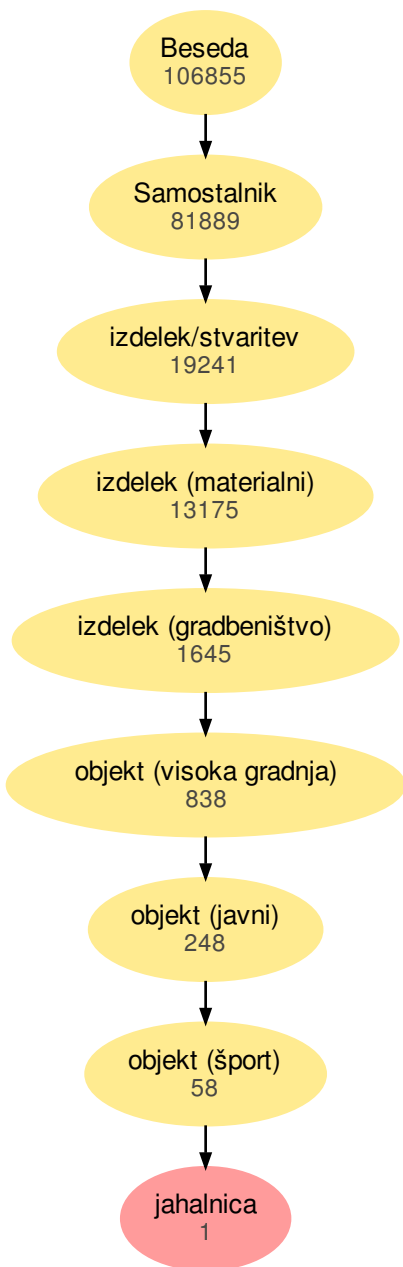 Beseda
106855
Samostalnik
81889
izdelek/stvaritev
19241
izdelek (materialni)
13175
izdelek (gradbeništvo)
1645
objekt (visoka gradnja)
838
objekt (javni)
248
objekt (šport)
58
jahalnica
1